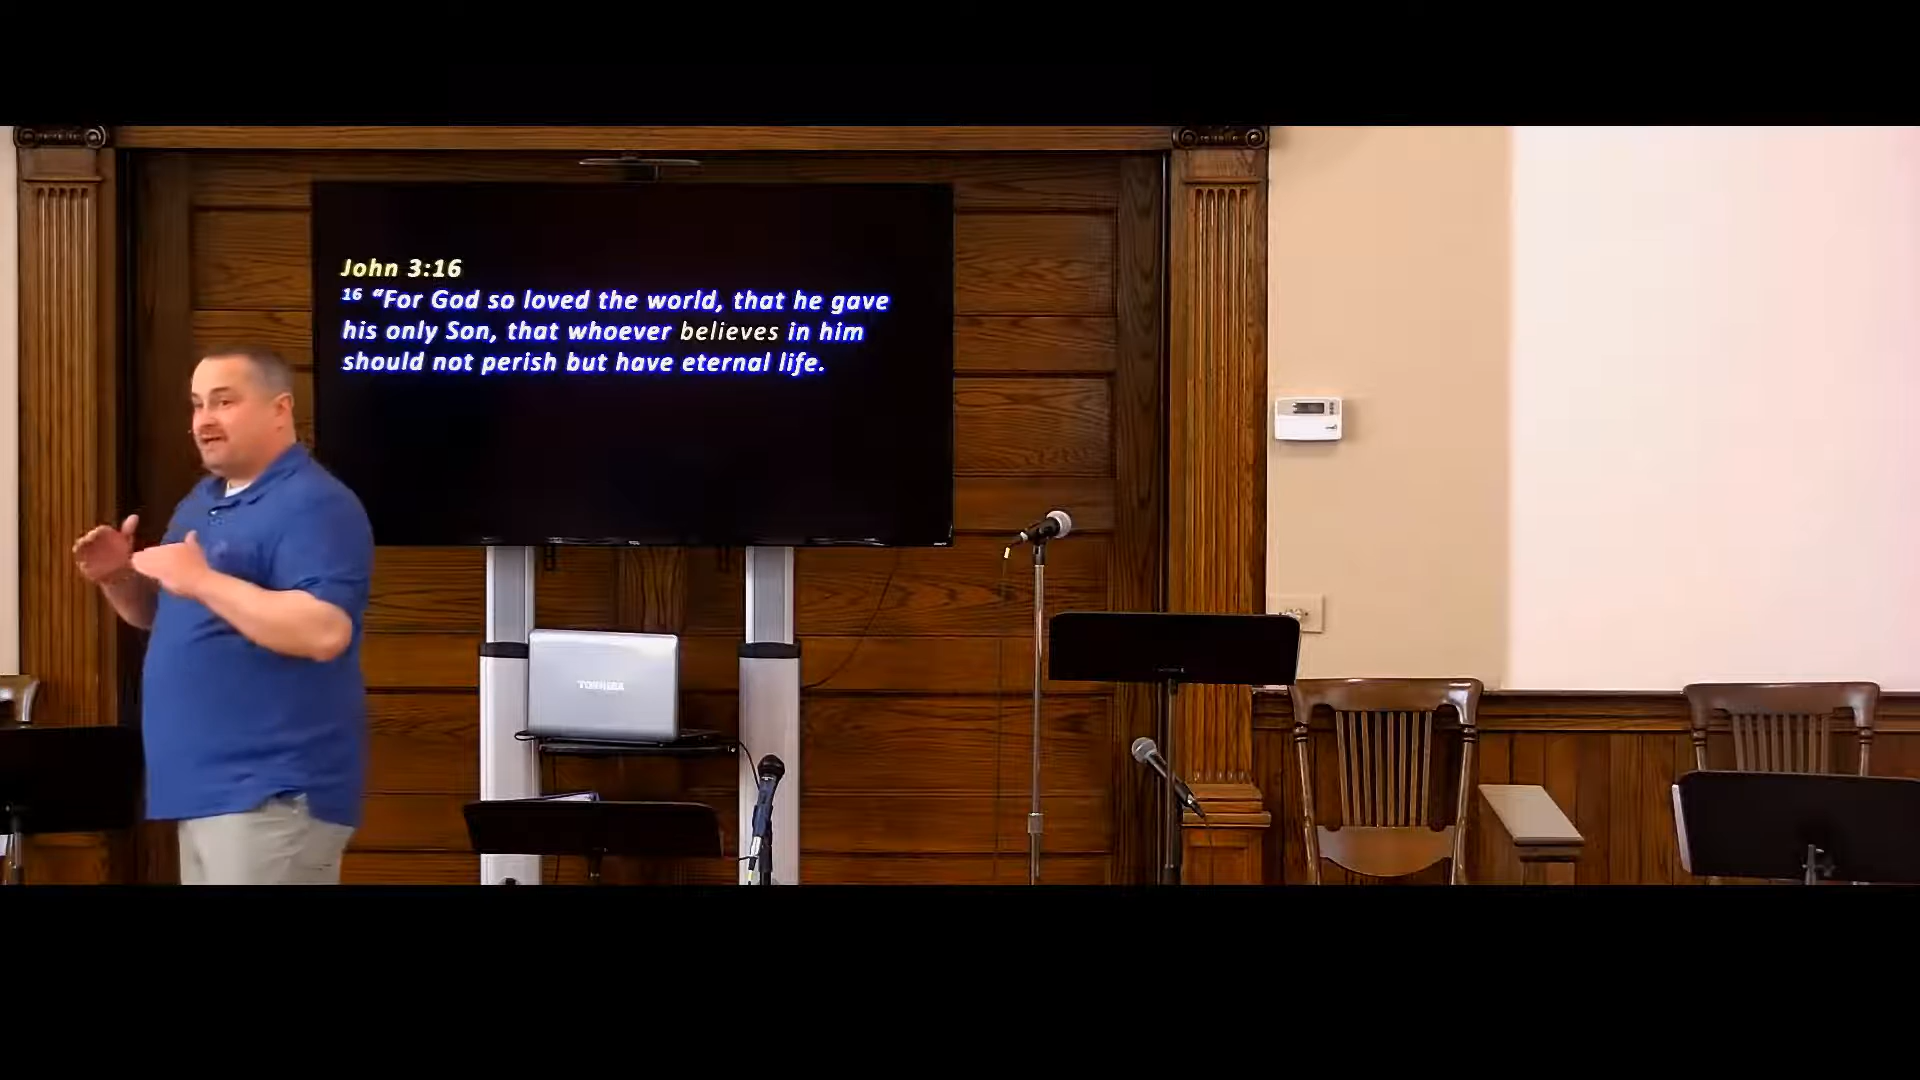 John 3:16
16 “For God so loved the world, that he gave
his only Son, that whoever believes in him
should not perish but have eternal life.
TOSHIBA